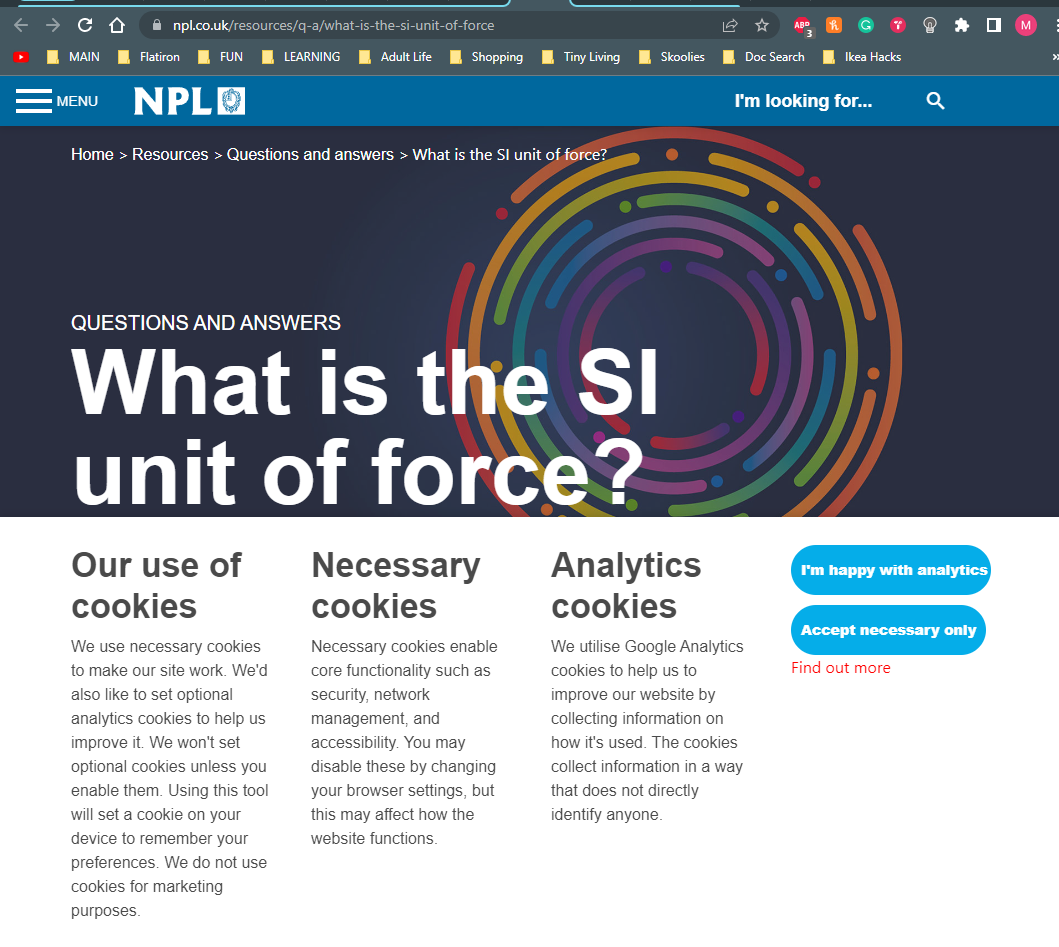 npl.co.uk/resources/q-a/what-is-the-si-unit-of-force
ABP
3
M
MAIN
Flatiron
FUN
LEARNING
Adult Life
Shopping
Tiny Living
Skoolies
Doc Search
Ikea Hacks
»
MENU
NPL
I'm looking for...
Home > Resources > Questions and answers > What is the SI unit of force?
QUESTIONS AND ANSWERS
What is the SI
unit of force?
Our use of
cookies
We use necessary cookies
to make our site work. We'd
also like to set optional
analytics cookies to help us
improve it. We won't set
optional cookies unless you
enable them. Using this tool
will set a cookie on your
device to remember your
preferences. We do not use
cookies for marketing
purposes.
Necessary
cookies
Necessary cookies enable
core functionality such as
security, network
management, and
accessibility. You may
disable these by changing
your browser settings, but
this may affect how the
website functions.
Analytics
cookies
We utilise Google Analytics
cookies to help us to
improve our website by
collecting information on
how it's used. The cookies
collect information in a way
that does not directly
identify anyone.
I'm happy with analytics
Accept necessary only
Find out more